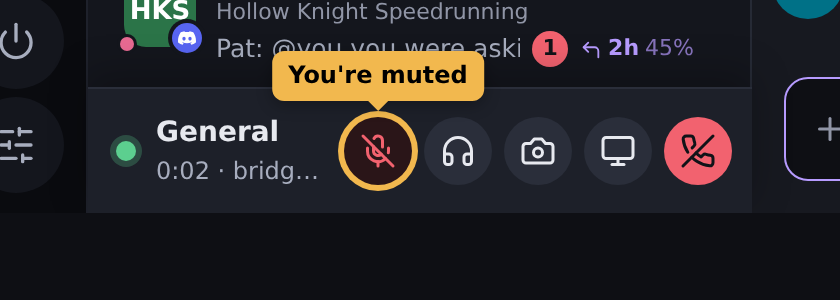 HKS
Hollow Knight Speedrunning
Pat: @you you were aski
1
2h 45%
You're muted
General
0:02 · bridg...